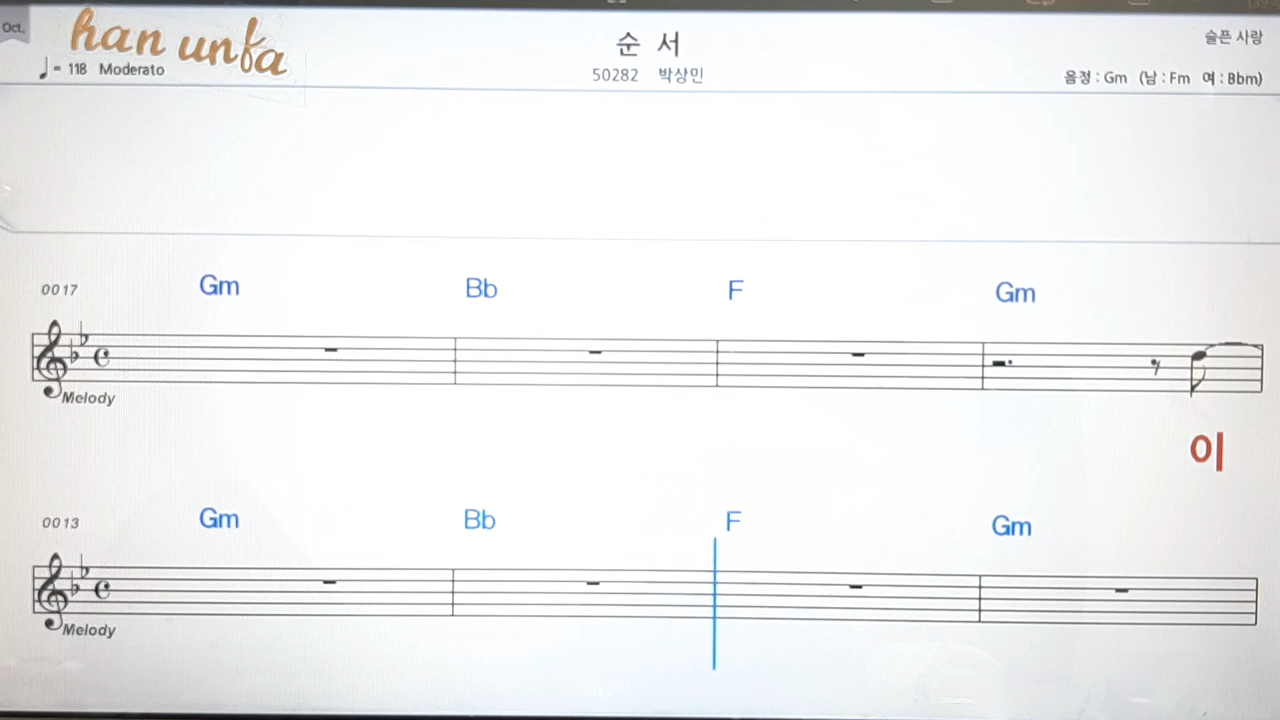 Oct.
han unfa
순 서
슬픈 사랑
♩= 118 Moderato
50282 박상민
음정 : Gm (남 : Fm 여 : Bbm)
0017 Gm Bb F Gm
Melody
이
0013 Gm Bb F Gm
Melody